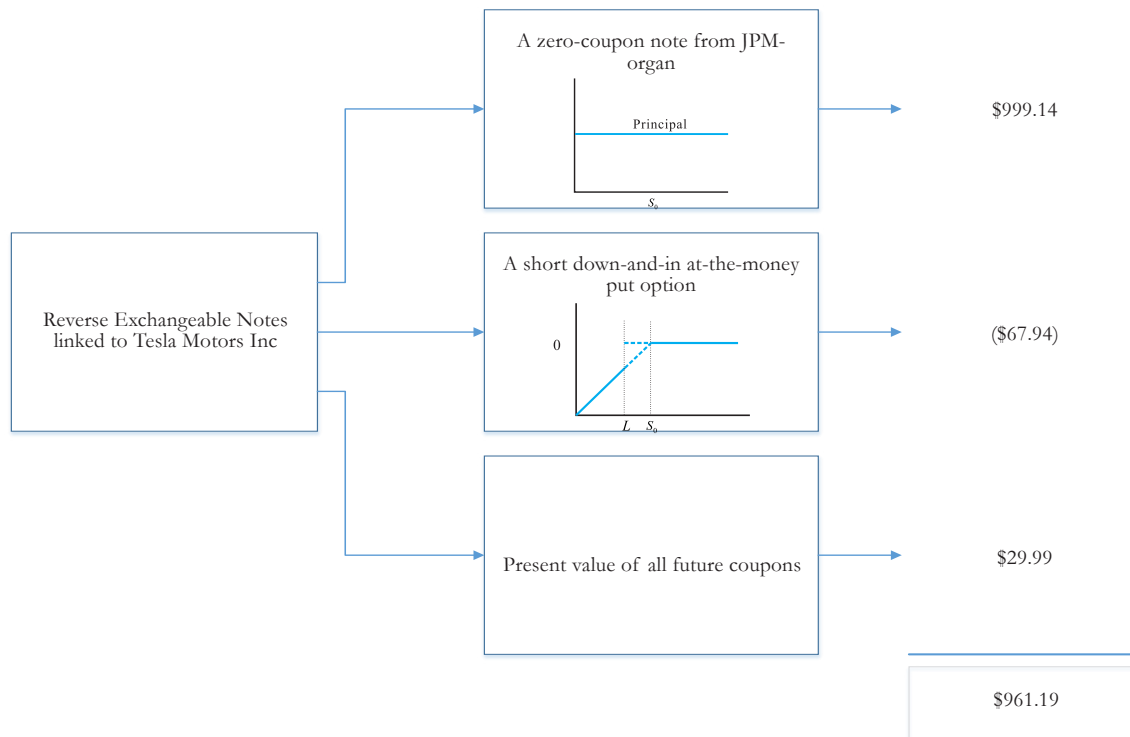 A zero-coupon note from JPM-
organ
Principal
S₀
$999.14
Reverse Exchangeable Notes
linked to Tesla Motors Inc
A short down-and-in at-the-money
put option
0
L S₀
($67.94)
Present value of all future coupons
$29.99
$961.19